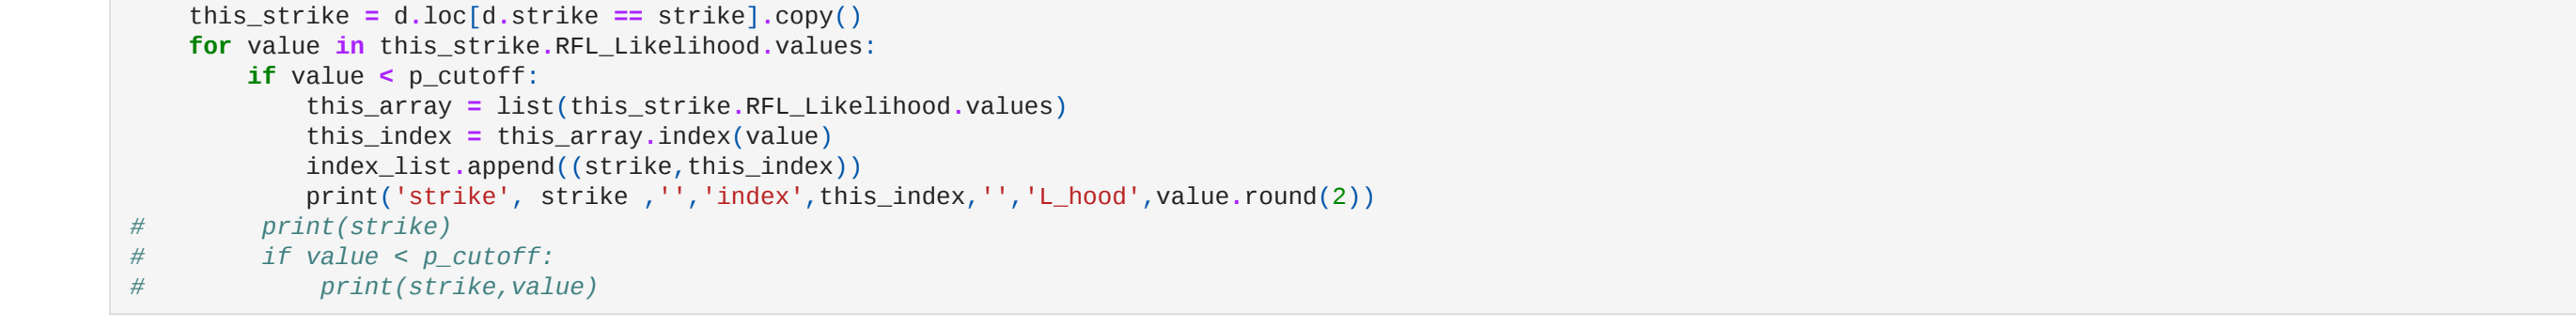 this_strike = d.loc[d.strike == strike].copy()
    for value in this_strike.RFL_Likelihood.values:
        if value < p_cutoff:
            this_array = list(this_strike.RFL_Likelihood.values)
            this_index = this_array.index(value)
            index_list.append((strike,this_index))
            print('strike', strike ,'','index',this_index,'','L_hood',value.round(2))
#        print(strike)
#        if value < p_cutoff:
#            print(strike,value)